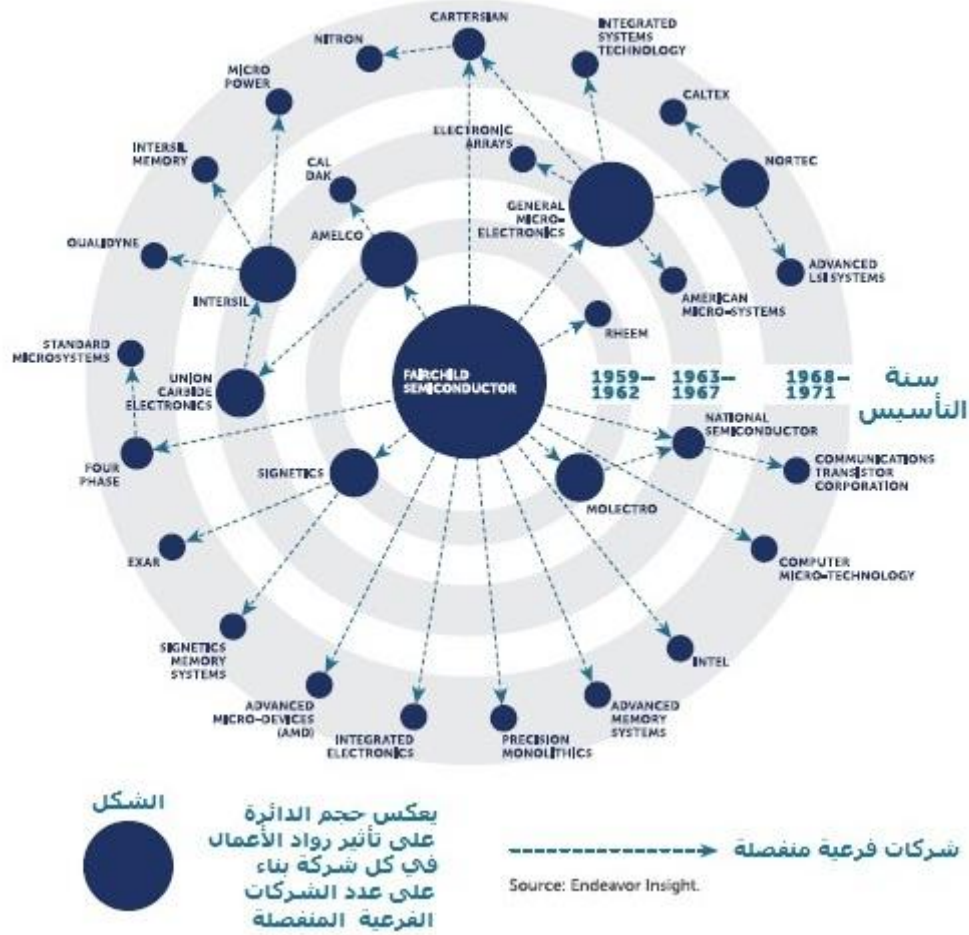 CARTERSIAN
NITRON
INTEGRATED
SYSTEMS
TECHNOLOGY
MICRO
POWER
CALTEX
ELECTRONIC
ARRAYS
INTERSIL
MEMORY
CAL
DAK
NORTEC
GENERAL
MICRO-
ELECTRONICS
AMELCO
QUALIDYNE
ADVANCED
LSI SYSTEMS
INTERSIL
AMERICAN
MICRO-SYSTEMS
RHEEM
STANDARD
MICROSYSTEMS
UNION
CARBIDE
ELECTRONICS
FAIRCHILD
SEMICONDUCTOR
1959–
1962
1963–
1967
1968–
1971
سنة
التأسيس
NATIONAL
SEMICONDUCTOR
FOUR
PHASE
SIGNETICS
COMMUNICATIONS
TRANSISTOR
CORPORATION
MOLECTRO
EXAR
COMPUTER
MICRO-TECHNOLOGY
SIGNETICS
MEMORY
SYSTEMS
INTEL
ADVANCED
MICRO-DEVICES
(AMD)
INTEGRATED
ELECTRONICS
PRECISION
MONOLITHICS
ADVANCED
MEMORY
SYSTEMS
الشكل
يعكس حجم الدائرة
على تأثير رواد الأعمال
في كل شركة بناء
على عدد الشركات
الفرعية المنفصلة
شركات فرعية منفصلة
Source: Endeavor Insight.